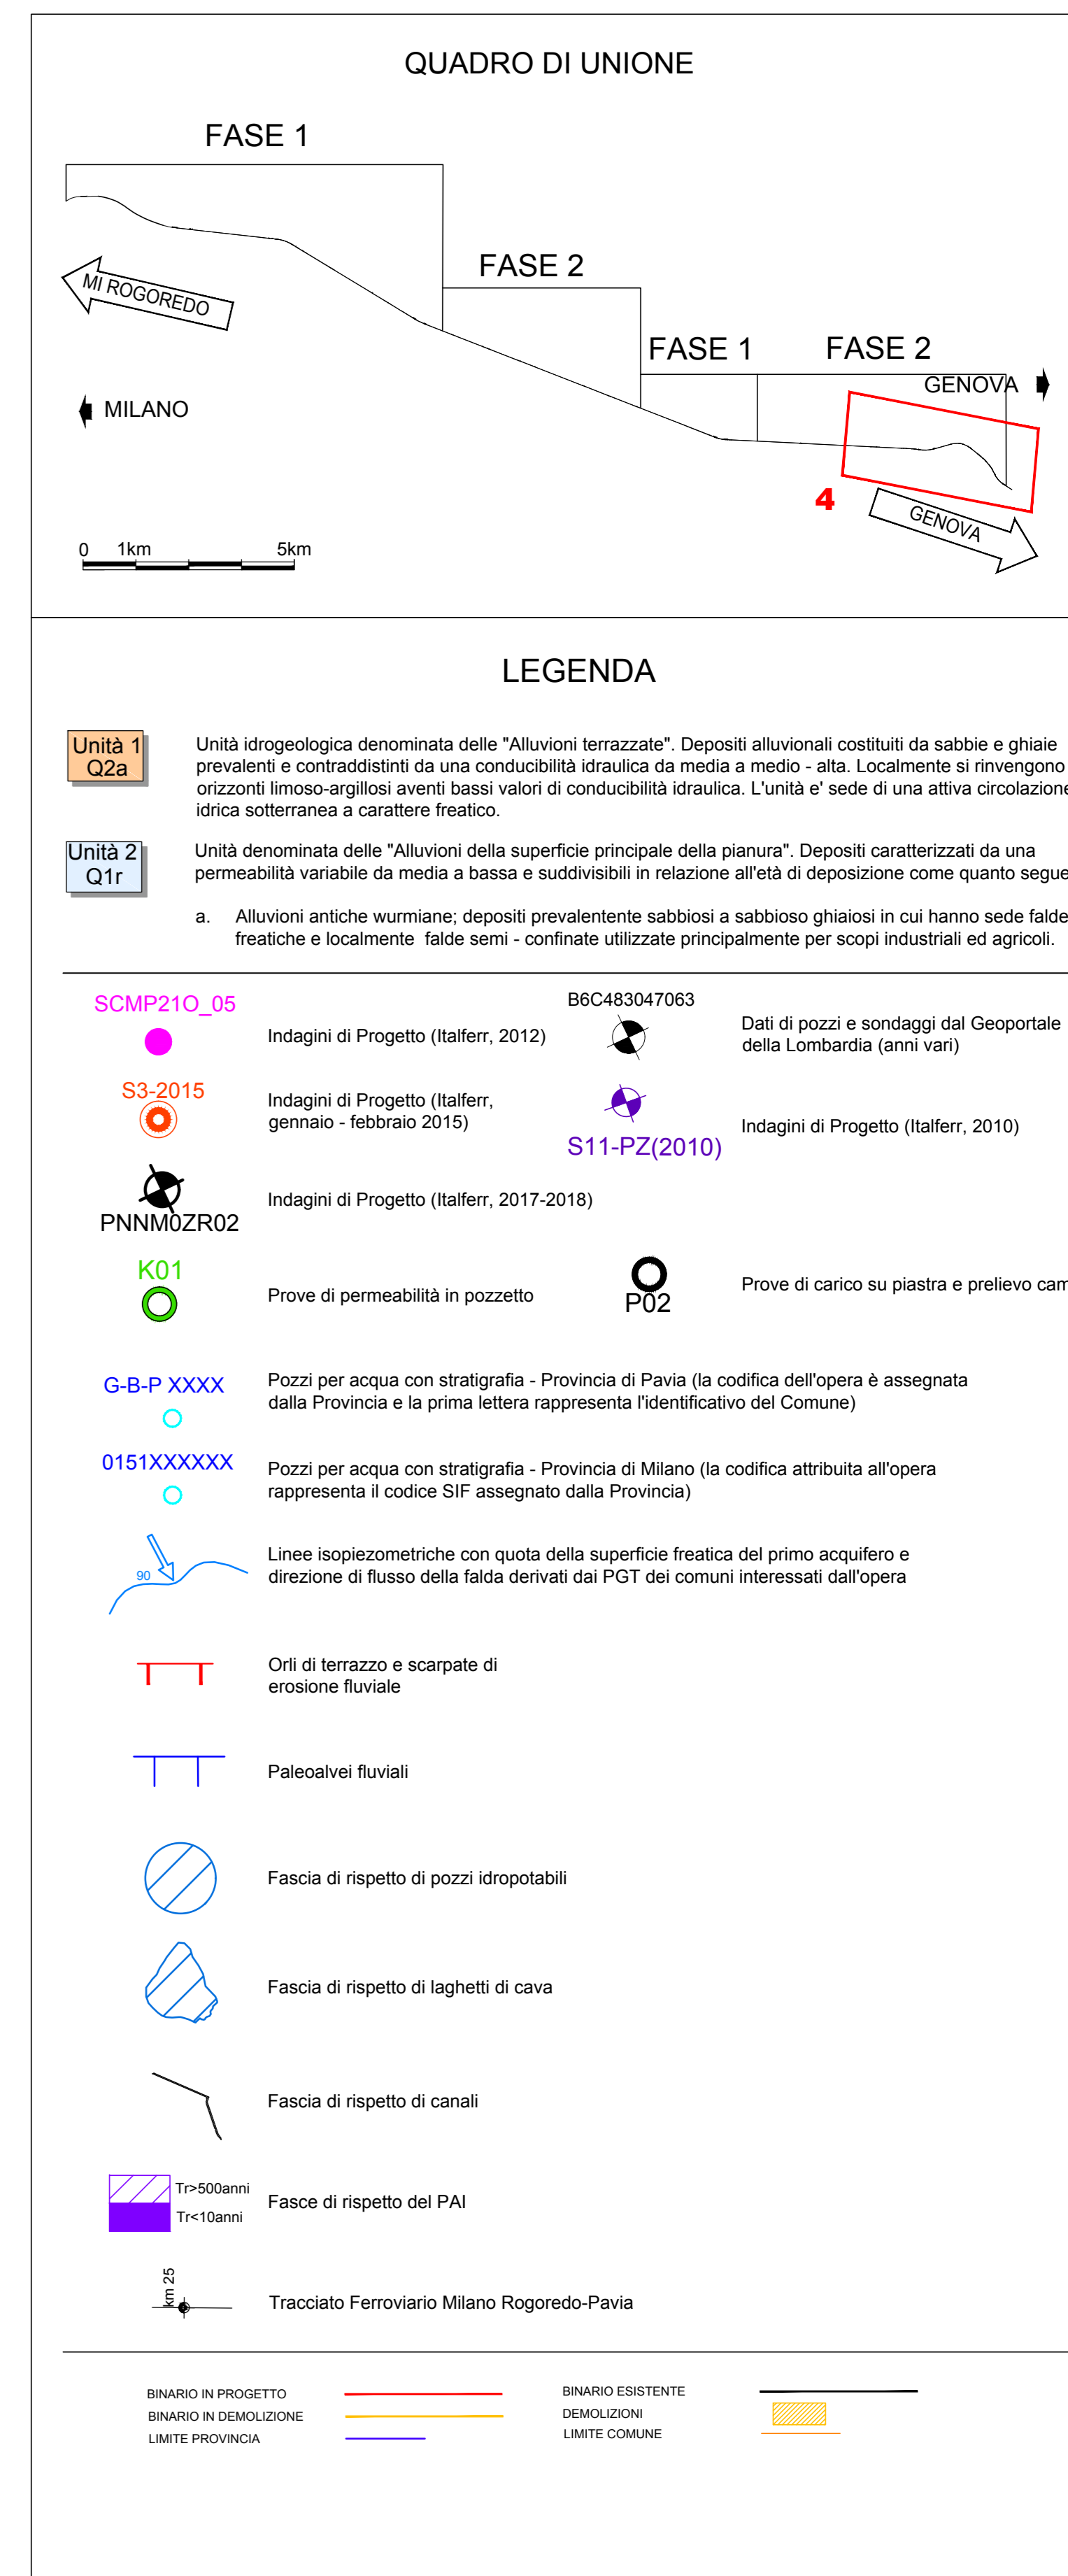 QUADRO DI UNIONE
FASE 1
FASE 2
FASE 1
FASE 2
GENOVA
MI ROGOREDO
MILANO
4
GENOVA
0 1km 5km
LEGENDA
Unità 1
Q2a
Unità idrogeologica denominata delle "Alluvioni terrazzate". Depositi alluvionali costituiti da sabbie e ghiaie
prevalenti e contraddistinti da una conducibilità idraulica da media a medio - alta. Localmente si rinvengono
orizzonti limoso-argillosi aventi bassi valori di conducibilità idraulica. L'unità e' sede di una attiva circolazione
idrica sotterranea a carattere freatico.
Unità 2
Q1r
Unità denominata delle "Alluvioni della superficie principale della pianura". Depositi caratterizzati da una
permeabilità variabile da media a bassa e suddivisibili in relazione all'età di deposizione come quanto segue
a. Alluvioni antiche wurmiane; depositi prevalentente sabbiosi a sabbioso ghiaiosi in cui hanno sede falde
freatiche e localmente falde semi - confinate utilizzate principalmente per scopi industriali ed agricoli.
SCMP21O_05
Indagini di Progetto (Italferr, 2012)
B6C483047063
Dati di pozzi e sondaggi dal Geoportale
della Lombardia (anni vari)
S3-2015
Indagini di Progetto (Italferr,
gennaio - febbraio 2015)
S11-PZ(2010)
Indagini di Progetto (Italferr, 2010)
PNNM0ZR02
Indagini di Progetto (Italferr, 2017-2018)
K01
Prove di permeabilità in pozzetto
P02
Prove di carico su piastra e prelievo
G-B-P XXXX
Pozzi per acqua con stratigrafia - Provincia di Pavia (la codifica dell'opera è assegnata
dalla Provincia e la prima lettera rappresenta l'identificativo del Comune)
0151XXXXXX
Pozzi per acqua con stratigrafia - Provincia di Milano (la codifica attribuita all'opera
rappresenta il codice SIF assegnato dalla Provincia)
90
Linee isopiezometriche con quota della superficie freatica del primo acquifero e
direzione di flusso della falda derivati dai PGT dei comuni interessati dall'opera
Orli di terrazzo e scarpate di
erosione fluviale
Paleoalvei fluviali
Fascia di rispetto di pozzi idropotabili
Fascia di rispetto di laghetti di cava
Fascia di rispetto di canali
Tr>500anni
Tr<10anni
Fasce di rispetto del PAI
km 25
Tracciato Ferroviario Milano Rogoredo-Pavia
BINARIO IN PROGETTO
BINARIO IN DEMOLIZIONE
LIMITE PROVINCIA
BINARIO ESISTENTE
DEMOLIZIONI
LIMITE COMUNE